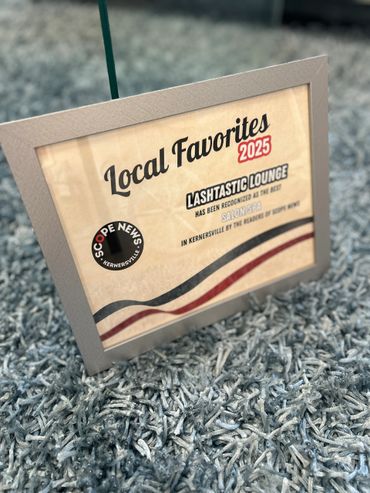 Local Favorites
2025
LASHTASTIC LOUNGE
HAS BEEN RECOGNIZED AS THE BEST
SALON/SPA
IN KERNERSVILLE BY THE READERS OF SCOPE NEWS
SCOPE NEWS
• KERNERSVILLE •